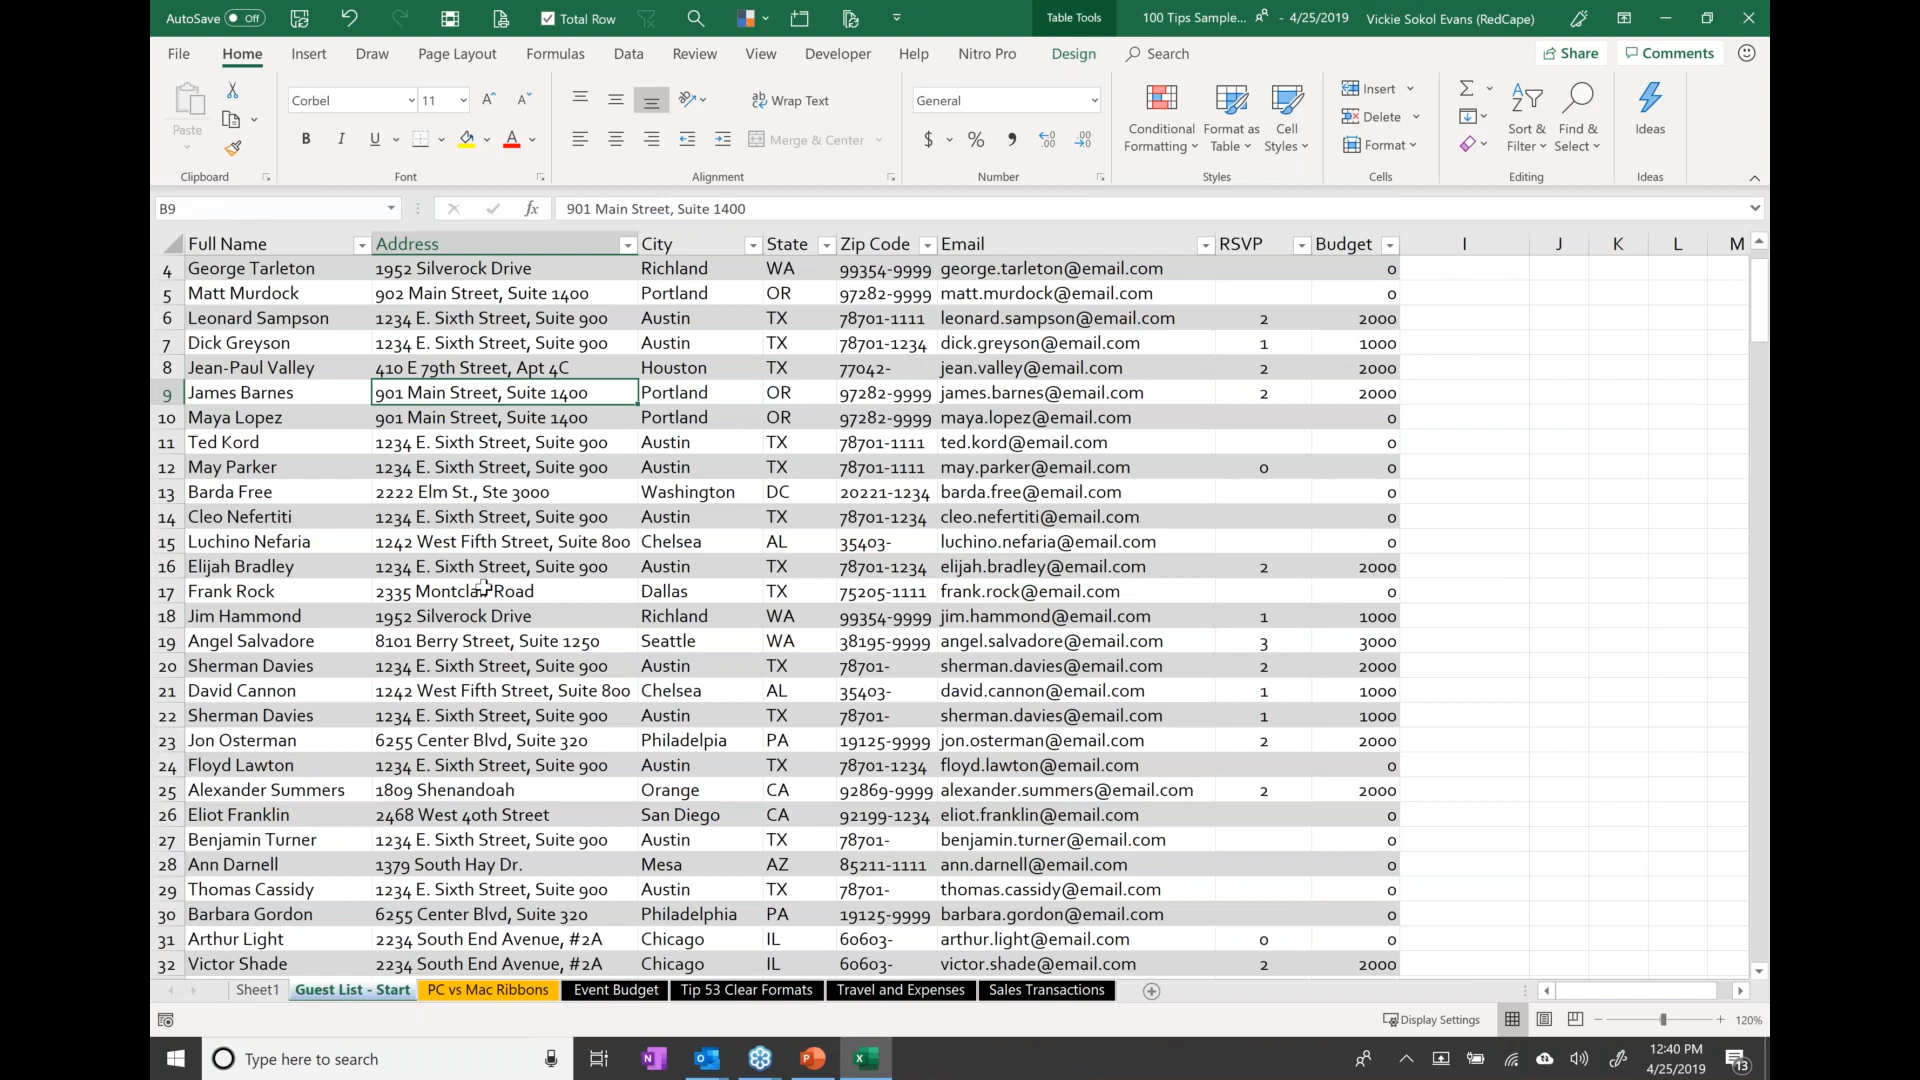 AutoSave Off Total Row Table Tools 100 Tips Sample... - 4/25/2019 Vickie Sokol Evans (RedCape)
File Home Insert Draw Page Layout Formulas Data Review View Developer Help Nitro Pro Design Search Share Comments
Corbel 11 ab Wrap Text General Insert Σ
Paste Conditional Formatting Format as Table Cell Styles Delete Sort & Filter Find & Select Ideas
B I U A Merge & Center $ % , Format
Clipboard Font Alignment Number Styles Cells Editing Ideas
B9 fx 901 Main Street, Suite 1400
Full Name Address City State Zip Code Email RSVP Budget I J K L M
4 George Tarleton 1952 Silverock Drive Richland WA 99354-9999 george.tarleton@email.com 0
5 Matt Murdock 902 Main Street, Suite 1400 Portland OR 97282-9999 matt.murdock@email.com 0
6 Leonard Sampson 1234 E. Sixth Street, Suite 900 Austin TX 78701-1111 leonard.sampson@email.com 2 2000
7 Dick Greyson 1234 E. Sixth Street, Suite 900 Austin TX 78701-1234 dick.greyson@email.com 1 1000
8 Jean-Paul Valley 410 E 79th Street, Apt 4C Houston TX 77042- jean.valley@email.com 2 2000
9 James Barnes 901 Main Street, Suite 1400 Portland OR 97282-9999 james.barnes@email.com 2 2000
10 Maya Lopez 901 Main Street, Suite 1400 Portland OR 97282-9999 maya.lopez@email.com 0
11 Ted Kord 1234 E. Sixth Street, Suite 900 Austin TX 78701-1111 ted.kord@email.com 0
12 May Parker 1234 E. Sixth Street, Suite 900 Austin TX 78701-1111 may.parker@email.com 0 0
13 Barda Free 2222 Elm St., Ste 3000 Washington DC 20221-1234 barda.free@email.com 0
14 Cleo Nefertiti 1234 E. Sixth Street, Suite 900 Austin TX 78701-1234 cleo.nefertiti@email.com 0
15 Luchino Nefaria 1242 West Fifth Street, Suite 800 Chelsea AL 35403- luchino.nefaria@email.com 0
16 Elijah Bradley 1234 E. Sixth Street, Suite 900 Austin TX 78701-1234 elijah.bradley@email.com 2 2000
17 Frank Rock 2335 Road Dallas TX 75205-1111 frank.rock@email.com 0
18 Jim Hammond 1952 Silverock Drive Richland WA 99354-9999 jim.hammond@email.com 1 1000
19 Angel Salvadore 8101 Berry Street, Suite 1250 Seattle WA 38195-9999 angel.salvadore@email.com 3 3000
20 Sherman Davies 1234 E. Sixth Street, Suite 900 Austin TX 78701- sherman.davies@email.com 2 2000
21 David Cannon 1242 West Fifth Street, Suite 800 Chelsea AL 35403- david.cannon@email.com 1 1000
22 Sherman Davies 1234 E. Sixth Street, Suite 900 Austin TX 78701- sherman.davies@email.com 1 1000
23 Jon Osterman 6255 Center Blvd, Suite 320 Philadelpia PA 19125-9999 jon.osterman@email.com 2 2000
24 Floyd Lawton 1234 E. Sixth Street, Suite 900 Austin TX 78701-1234 floyd.lawton@email.com 0
25 Alexander Summers 1809 Shenandoah Orange CA 92869-9999 alexander.summers@email.com 2 2000
26 Eliot Franklin 2468 West 40th Street San Diego CA 92199-1234 eliot.franklin@email.com 0
27 Benjamin Turner 1234 E. Sixth Street, Suite 900 Austin TX 78701- benjamin.turner@email.com 0
28 Ann Darnell 1379 South Hay Dr. Mesa AZ 85211-1111 ann.darnell@email.com 0
29 Thomas Cassidy 1234 E. Sixth Street, Suite 900 Austin TX 78701- thomas.cassidy@email.com 0
30 Barbara Gordon 6255 Center Blvd, Suite 320 Philadelphia PA 19125-9999 barbara.gordon@email.com 0
31 Arthur Light 2234 South End Avenue, #2A Chicago IL 60603- arthur.light@email.com 0 0
32 Victor Shade 2234 South End Avenue, #2A Chicago IL 60603- victor.shade@email.com 2 2000
Sheet1 Guest List - Start PC vs Mac Ribbons Event Budget Tip 53 Clear Formats Travel and Expenses Sales Transactions
Display Settings 120%
Type here to search 12:40 PM
4/25/2019 13